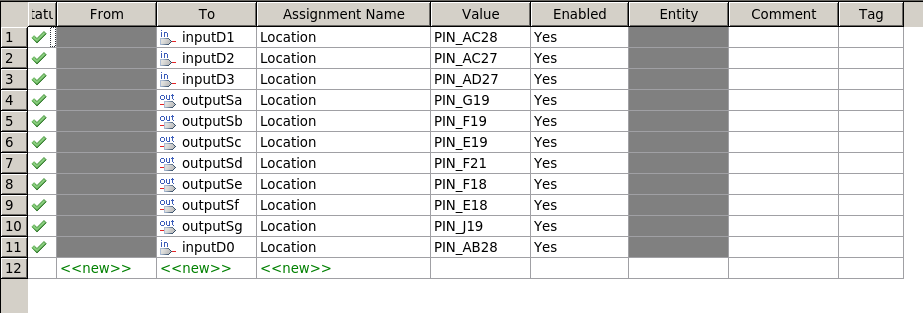 tatu From To Assignment Name Value Enabled Entity Comment Tag
1 in inputD1 Location PIN_AC28 Yes
2 in inputD2 Location PIN_AC27 Yes
3 in inputD3 Location PIN_AD27 Yes
4 out outputSa Location PIN_G19 Yes
5 out outputSb Location PIN_F19 Yes
6 out outputSc Location PIN_E19 Yes
7 out outputSd Location PIN_F21 Yes
8 out outputSe Location PIN_F18 Yes
9 out outputSf Location PIN_E18 Yes
10 out outputSg Location PIN_J19 Yes
11 in inputD0 Location PIN_AB28 Yes
12 <<new>> <<new>> <<new>>